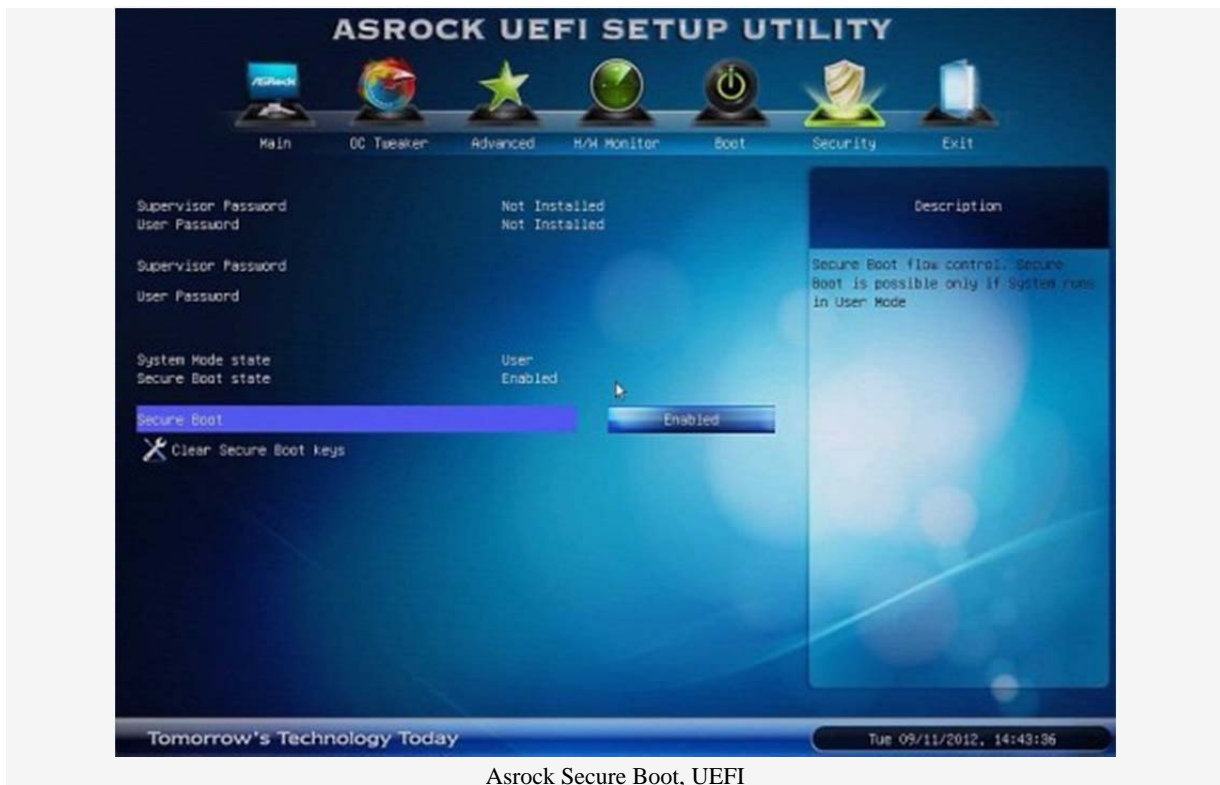 ASROCK UEFI SETUP UTILITY
ASRock
Main OC Tweaker Advanced H/W Monitor Boot Security Exit
Supervisor Password Not Installed
User Password Not Installed
Supervisor Password
User Password
System Mode state User
Secure Boot state Enabled
Secure Boot Enabled
Clear Secure Boot keys
Description
Secure Boot flow control. Secure
Boot is possible only if System runs
in User Mode
Tomorrow's Technology Today
Tue 09/11/2012, 14:43:36
Asrock Secure Boot, UEFI